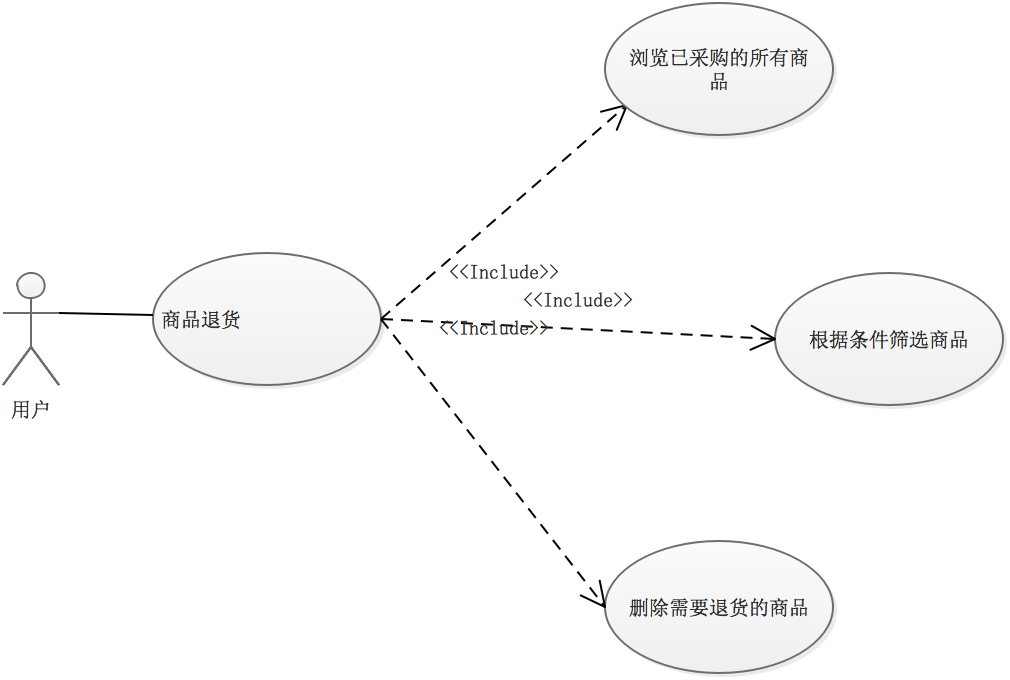 浏览已采购的所有商
品
<<Include>>
<<Include>>
商品退货
<<Include>>
根据条件筛选商品
用户
删除需要退货的商品